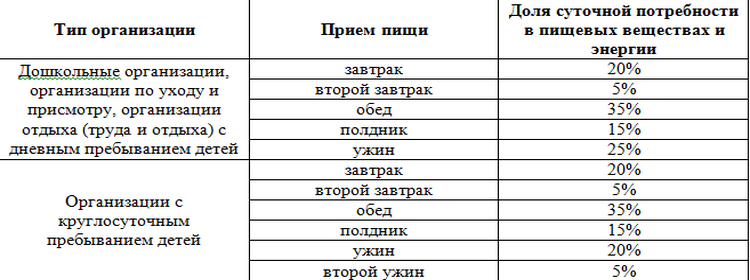 Тип организации
Прием пищи
Доля суточной потребности
в пищевых веществах и
энергии
Дошкольные организации,
организации по уходу и
присмотру, организации
отдыха (труда и отдыха) с
дневным пребыванием детей
завтрак
20%
второй завтрак
5%
обед
35%
полдник
15%
ужин
25%
Организации с
круглосуточным
пребыванием детей
завтрак
20%
второй завтрак
5%
обед
35%
полдник
15%
ужин
20%
второй ужин
5%